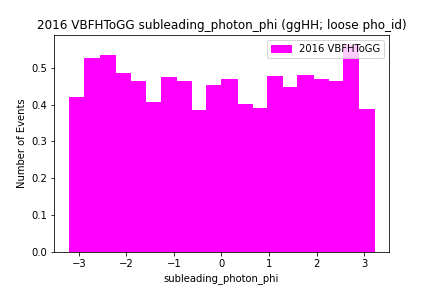 2016 VBFHToGG subleading_photon_phi (ggHH; loose pho_id)
2016 VBFHToGG
Number of Events
0.5
0.4
0.3
0.2
0.1
0.0
−3 −2 −1 0 1 2 3
subleading_photon_phi